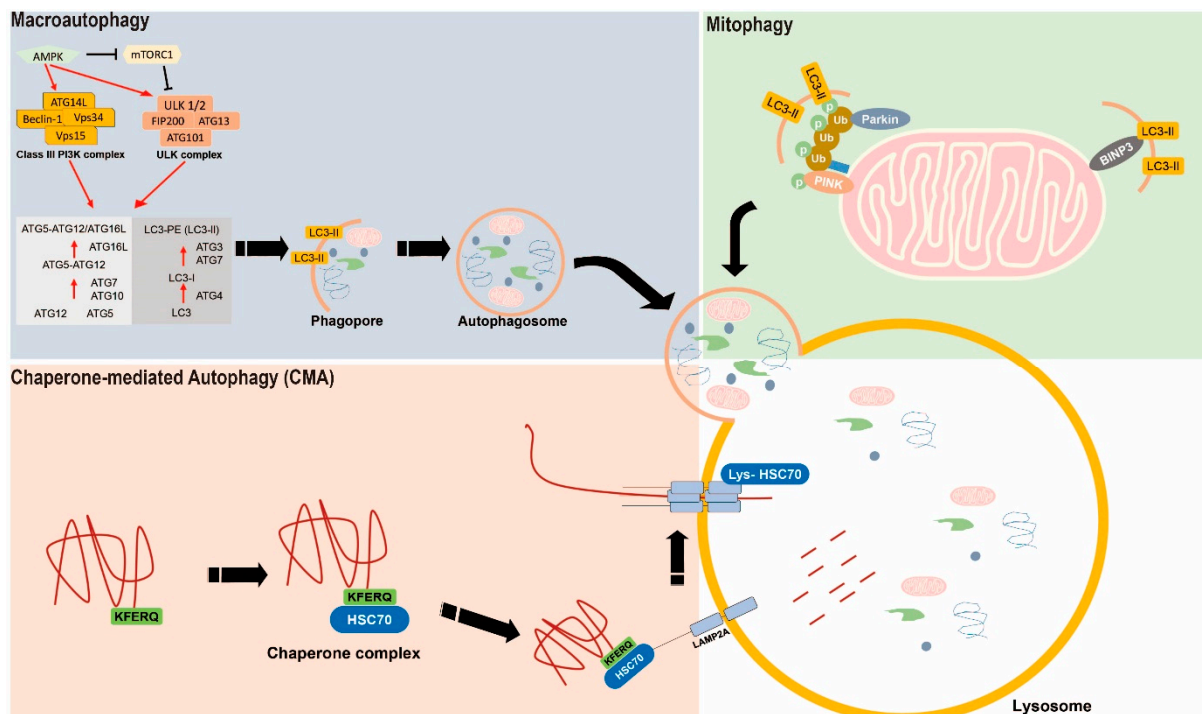 Macroautophagy
AMPK
mTORC1
ATG14L
Beclin-1
Vps34
Vps15
Class III PI3K complex
ULK 1/2
FIP200
ATG13
ATG101
ULK complex
ATG5-ATG12/ATG16L
ATG16L
ATG5-ATG12
ATG7
ATG10
ATG12
ATG5
LC3-PE (LC3-II)
ATG3
ATG7
LC3-I
ATG4
LC3
LC3-II
LC3-II
Phagopore
Autophagosome
Mitophagy
LC3-II
LC3-II
p
Ub
Parkin
p
Ub
p
Ub
p
PINK
BINP3
LC3-II
LC3-II
Chaperone-mediated Autophagy (CMA)
KFERQ
KFERQ
HSC70
Chaperone complex
KFERQ
HSC70
LAMP2A
Lys- HSC70
Lysosome